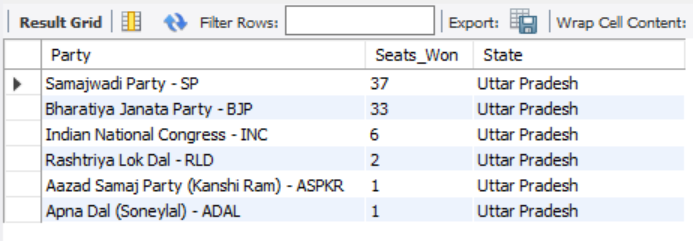 Result Grid Filter Rows: Export: Wrap Cell Content:
Party Seats_Won State
Samajwadi Party - SP 37 Uttar Pradesh
Bharatiya Janata Party - BJP 33 Uttar Pradesh
Indian National Congress - INC 6 Uttar Pradesh
Rashtriya Lok Dal - RLD 2 Uttar Pradesh
Aazad Samaj Party (Kanshi Ram) - ASPKR 1 Uttar Pradesh
Apna Dal (Soneylal) - ADAL 1 Uttar Pradesh